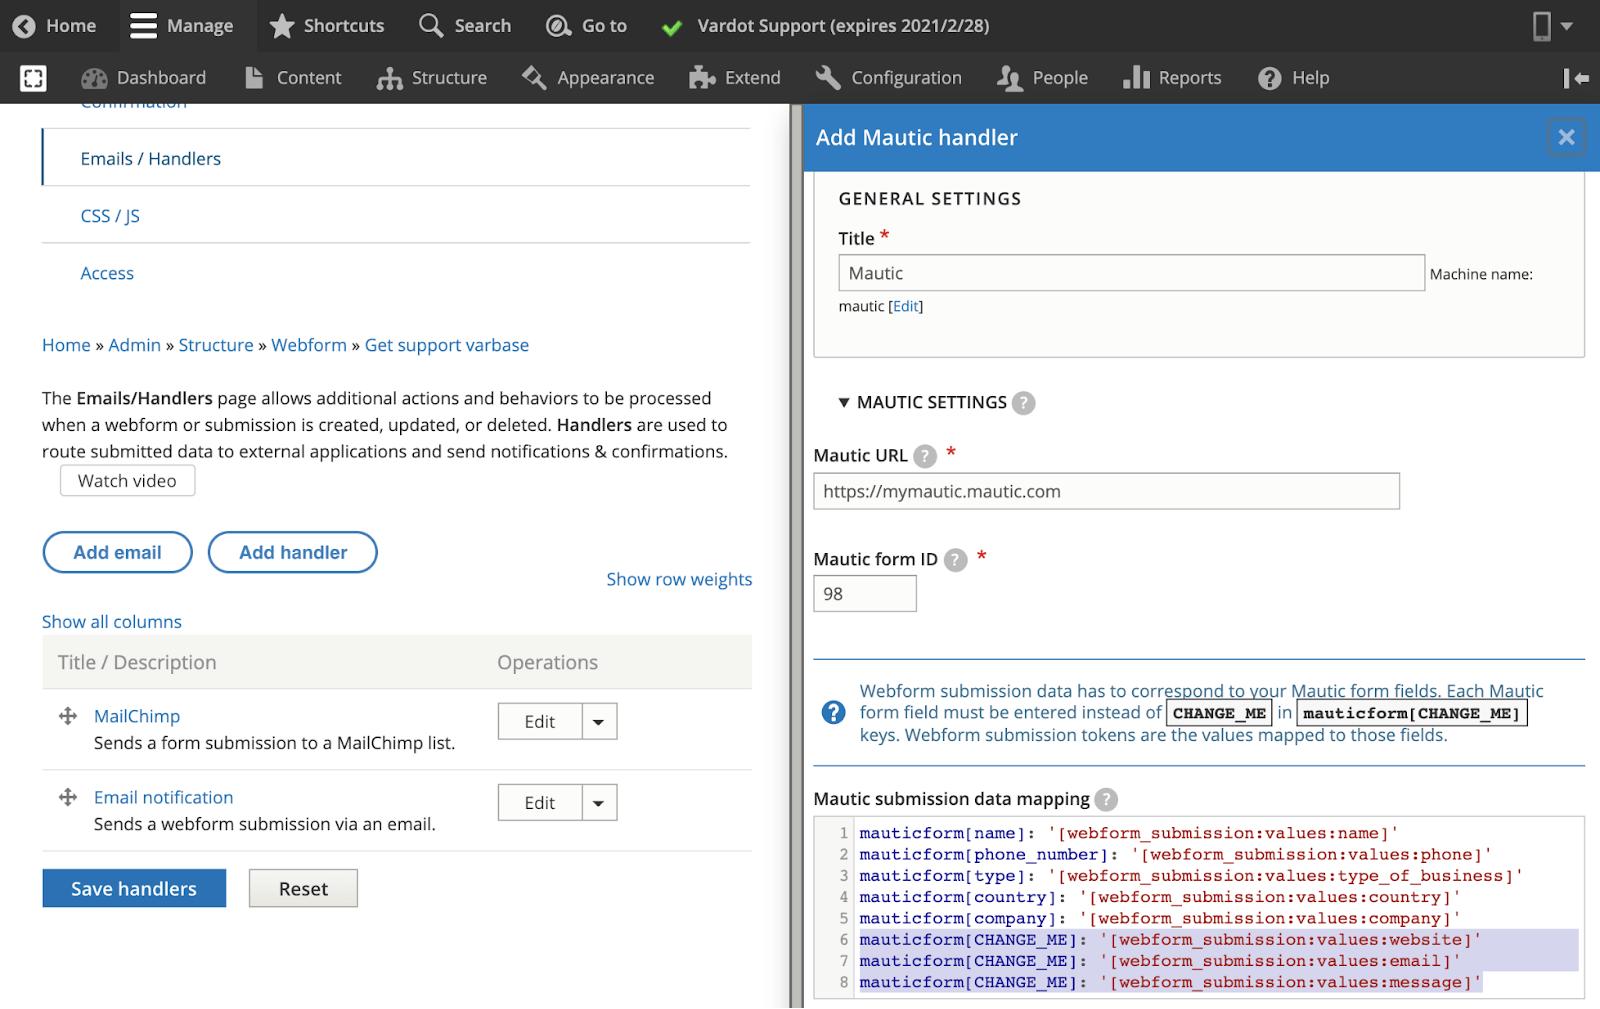 Home
Manage
Shortcuts
Search
Go to
Vardot Support (expires 2021/2/28)
Dashboard
Content
Structure
Appearance
Extend
Configuration
People
Reports
Help
Confirmation
Emails / Handlers
CSS / JS
Access
Home » Admin » Structure » Webform » Get support varbase
The Emails/Handlers page allows additional actions and behaviors to be processed
when a webform or submission is created, updated, or deleted. Handlers are used to
route submitted data to external applications and send notifications & confirmations.
Watch video
Add email
Add handler
Show row weights
Show all columns
Title / Description
Operations
MailChimp
Sends a form submission to a MailChimp list.
Edit
Email notification
Sends a webform submission via an email.
Edit
Save handlers
Reset
Add Mautic handler
GENERAL SETTINGS
Title *
Mautic
Machine name:
mautic [Edit]
▼ MAUTIC SETTINGS ?
Mautic URL ? *
https://mymautic.mautic.com
Mautic form ID ? *
98
? Webform submission data has to correspond to your Mautic form fields. Each Mautic
form field must be entered instead of CHANGE_ME in mauticform[CHANGE_ME]
keys. Webform submission tokens are the values mapped to those fields.
Mautic submission data mapping ?
1 mauticform[name]: '[webform_submission:values:name]'
2 mauticform[phone_number]: '[webform_submission:values:phone]'
3 mauticform[type]: '[webform_submission:values:type_of_business]'
4 mauticform[country]: '[webform_submission:values:country]'
5 mauticform[company]: '[webform_submission:values:company]'
6 mauticform[CHANGE_ME]: '[webform_submission:values:website]'
7 mauticform[CHANGE_ME]: '[webform_submission:values:email]'
8 mauticform[CHANGE_ME]: '[webform_submission:values:message]'